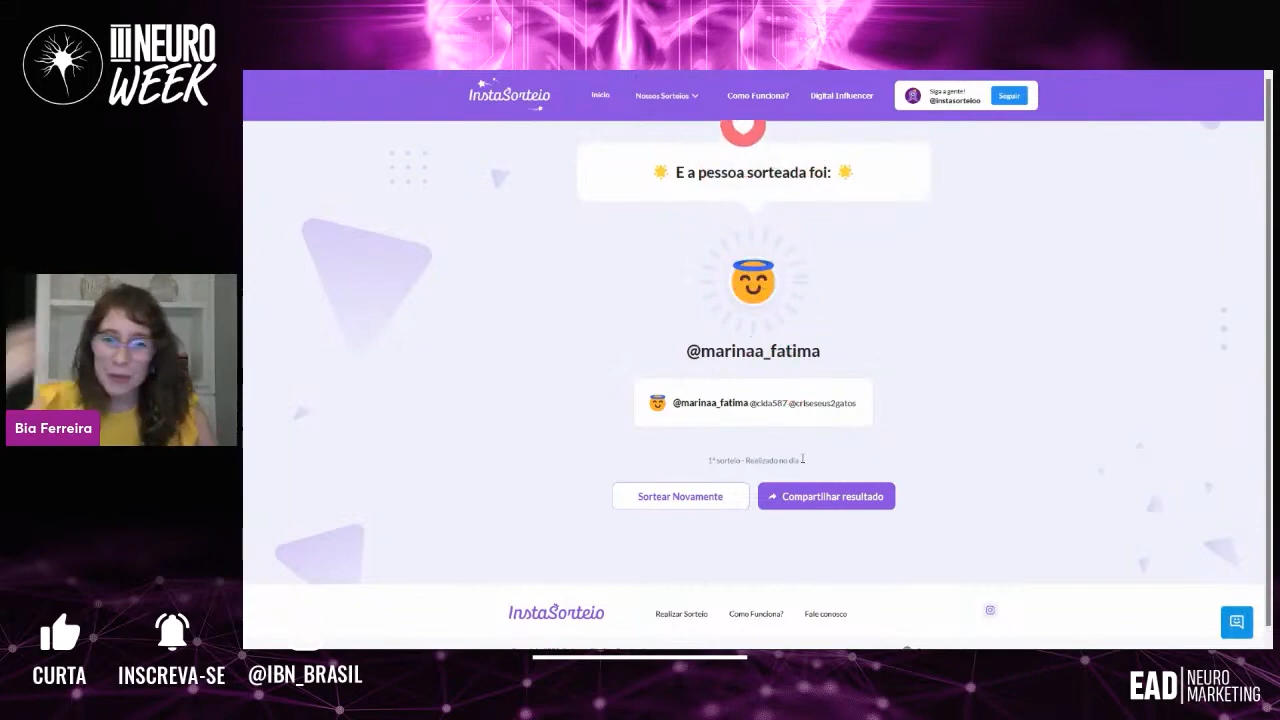 III NEURO
WEEK
InstaSorteio
Início
Nossos Sorteios
Como Funciona?
Digital Influencer
Siga a gente!
@instasorteioo
Seguir
E a pessoa sorteada foi:
@marinaa_fatima
@marinaa_fatima @clda587 @criseseus2gatos
1º sorteio - Realizado no dia
Sortear Novamente
Compartilhar resultado
Bia Ferreira
InstaSorteio
Realizar Sorteio
Como Funciona?
Fale conosco
CURTA
INSCREVA-SE
@IBN_BRASIL
EAD
NEURO
MARKETING